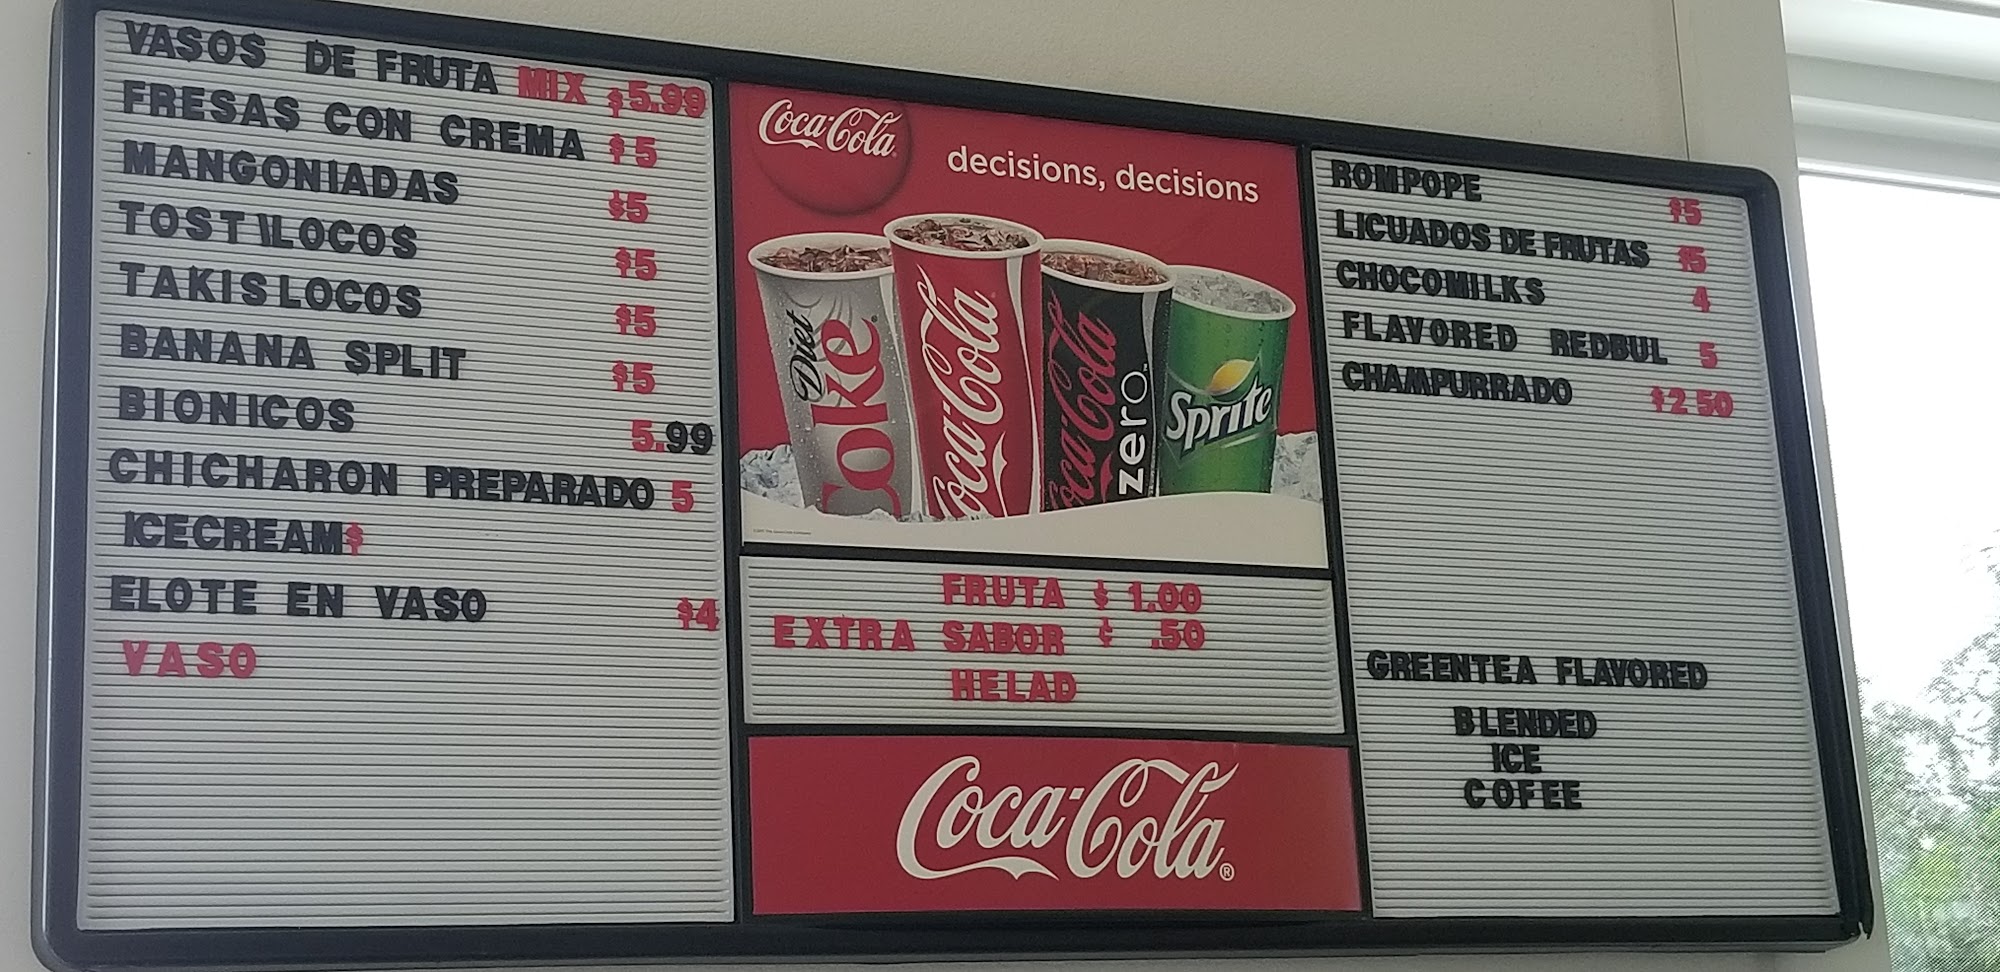 VASOS DE FRUTA MIX $5.99
FRESAS CON CREMA $5
MANGONIADAS $5
TOSTILOCOS $5
TAKISLOCOS $5
BANANA SPLIT $5
BIONICOS 5.99
CHICHARON PREPARADO 5
ICECREAM$
ELOTE EN VASO $4
VASO
Coca-Cola
decisions, decisions
Diet Coke
Coca-Cola
Coca-Cola zero
Sprite
FRUTA $ 1.00
EXTRA SABOR ¢ .50
HELAD
Coca-Cola®
ROMPOPE $5
LICUADOS DE FRUTAS $5
CHOCOMILKS 4
FLAVORED REDBUL 5
CHAMPURRADO $2 50
GREENTEA FLAVORED
BLENDED
ICE
COFEE